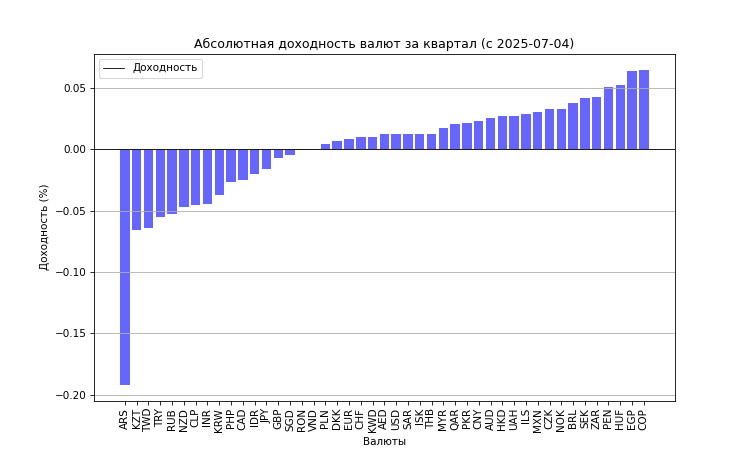 Абсолютная доходность валют за квартал (с 2025-07-04)
Доходность
0.05
0.00
−0.05
−0.10
−0.15
−0.20
Доходность (%)
ARS KZT TWD TRY RUB NZD CLP INR KRW PHP CAD IDR JPY GBP SGD RON VND PLN DKK EUR CHF KWD AED USD SAR ISK THB MYR QAR PKR CNY AUD HKD UAH ILS MXN CZK NOK BRL SEK ZAR PEN HUF EGP COP
Валюты